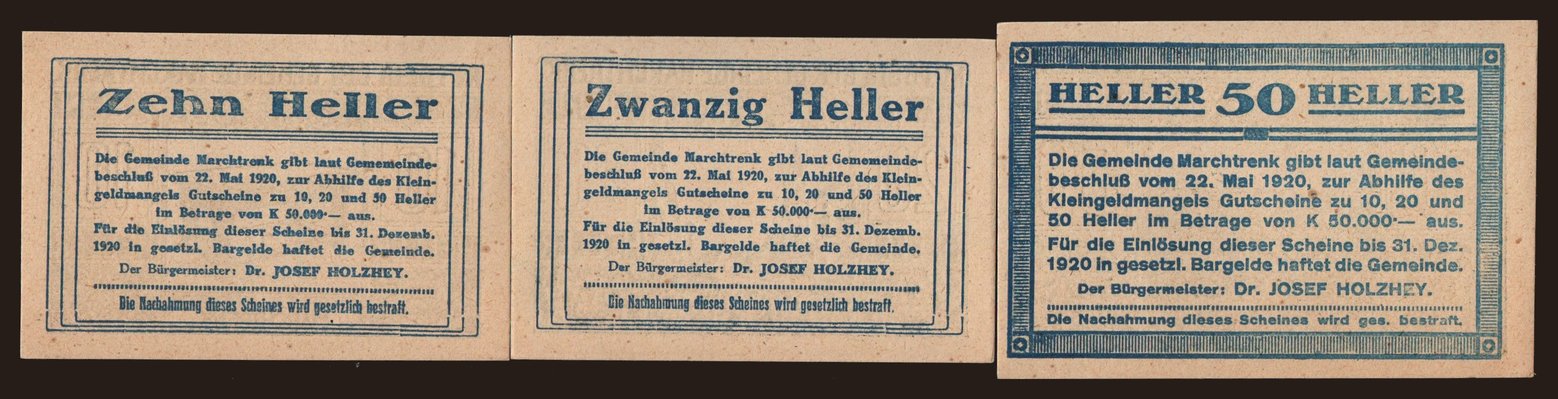 Zehn Heller
Die Gemeinde Marchtrenk gibt laut Gememeinde-
beschluß vom 22. Mai 1920, zur Abhilfe des Klein-
geldmangels Gutscheine zu 10, 20 und 50 Heller
im Betrage von K 50.000·— aus.
Für die Einlösung dieser Scheine bis 31. Dezemb.
1920 in gesetzl. Bargelde haftet die Gemeinde.
Der Bürgermeister: Dr. JOSEF HOLZHEY.
Die Nachahmung dieses Scheines wird gesetzlich bestraft.
Zwanzig Heller
Die Gemeinde Marchtrenk gibt laut Gememeinde-
beschluß vom 22. Mai 1920, zur Abhilfe des Klein-
geldmangels Gutscheine zu 10, 20 und 50 Heller
im Betrage von K 50.000·— aus.
Für die Einlösung dieser Scheine bis 31. Dezemb.
1920 in gesetzl. Bargelde haftet die Gemeinde.
Der Bürgermeister: Dr. JOSEF HOLZHEY.
Die Nachahmung dieses Scheines wird gesetzlich bestraft.
HELLER 50 HELLER
Die Gemeinde Marchtrenk gibt laut Gemeinde-
beschluß vom 22. Mai 1920, zur Abhilfe des
Kleingeldmangels Gutscheine zu 10, 20 und
50 Heller im Betrage von K 50.000·— aus.
Für die Einlösung dieser Scheine bis 31. Dez.
1920 in gesetzl. Bargelde haftet die Gemeinde.
Der Bürgermeister: Dr. JOSEF HOLZHEY.
Die Nachahmung dieses Scheines wird ges. bestraft.